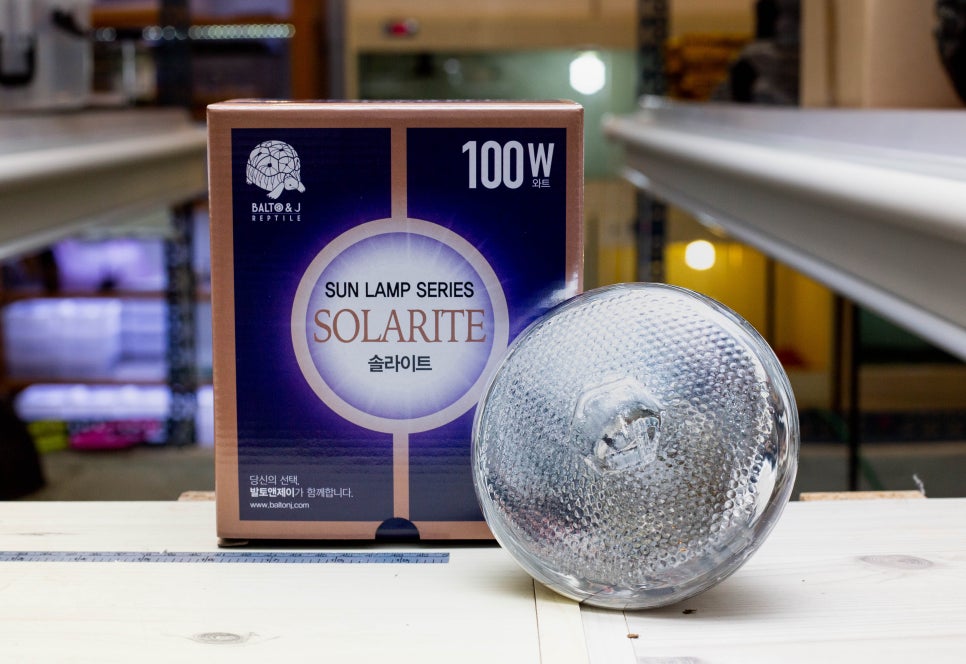 BALTO & J
REPTILE
100W
와트
SUN LAMP SERIES
SOLARITE
솔라이트
당신의 선택,
발토앤제이가 함께합니다.
www.baltonj.com